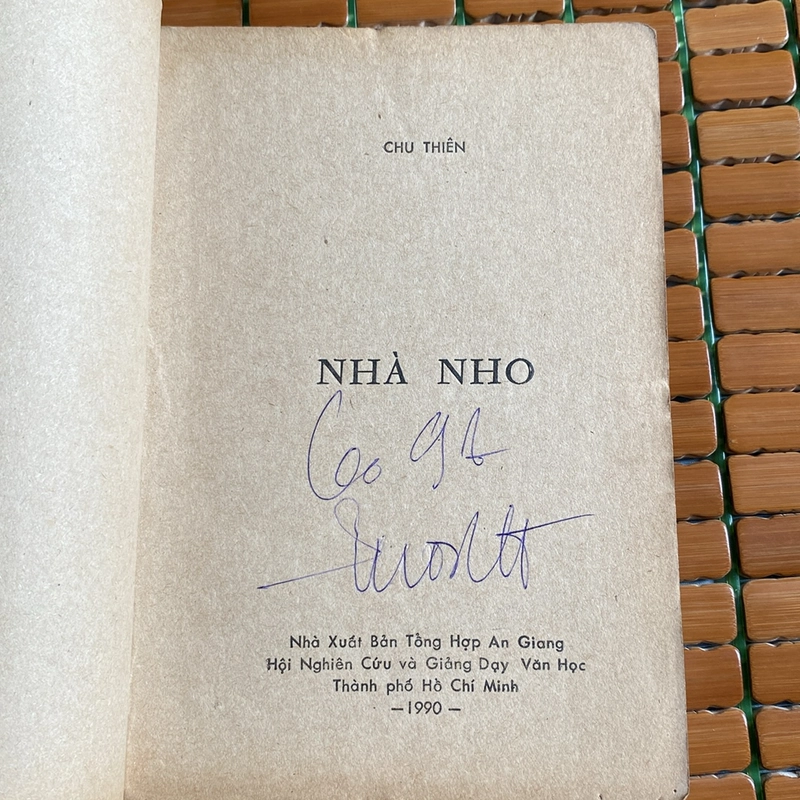 CHU THIÊN
NHÀ NHO
Nhà Xuất Bản Tổng Hợp An Giang
Hội Nghiên Cứu và Giảng Dạy Văn Học
Thành phố Hồ Chí Minh
— 1990 —